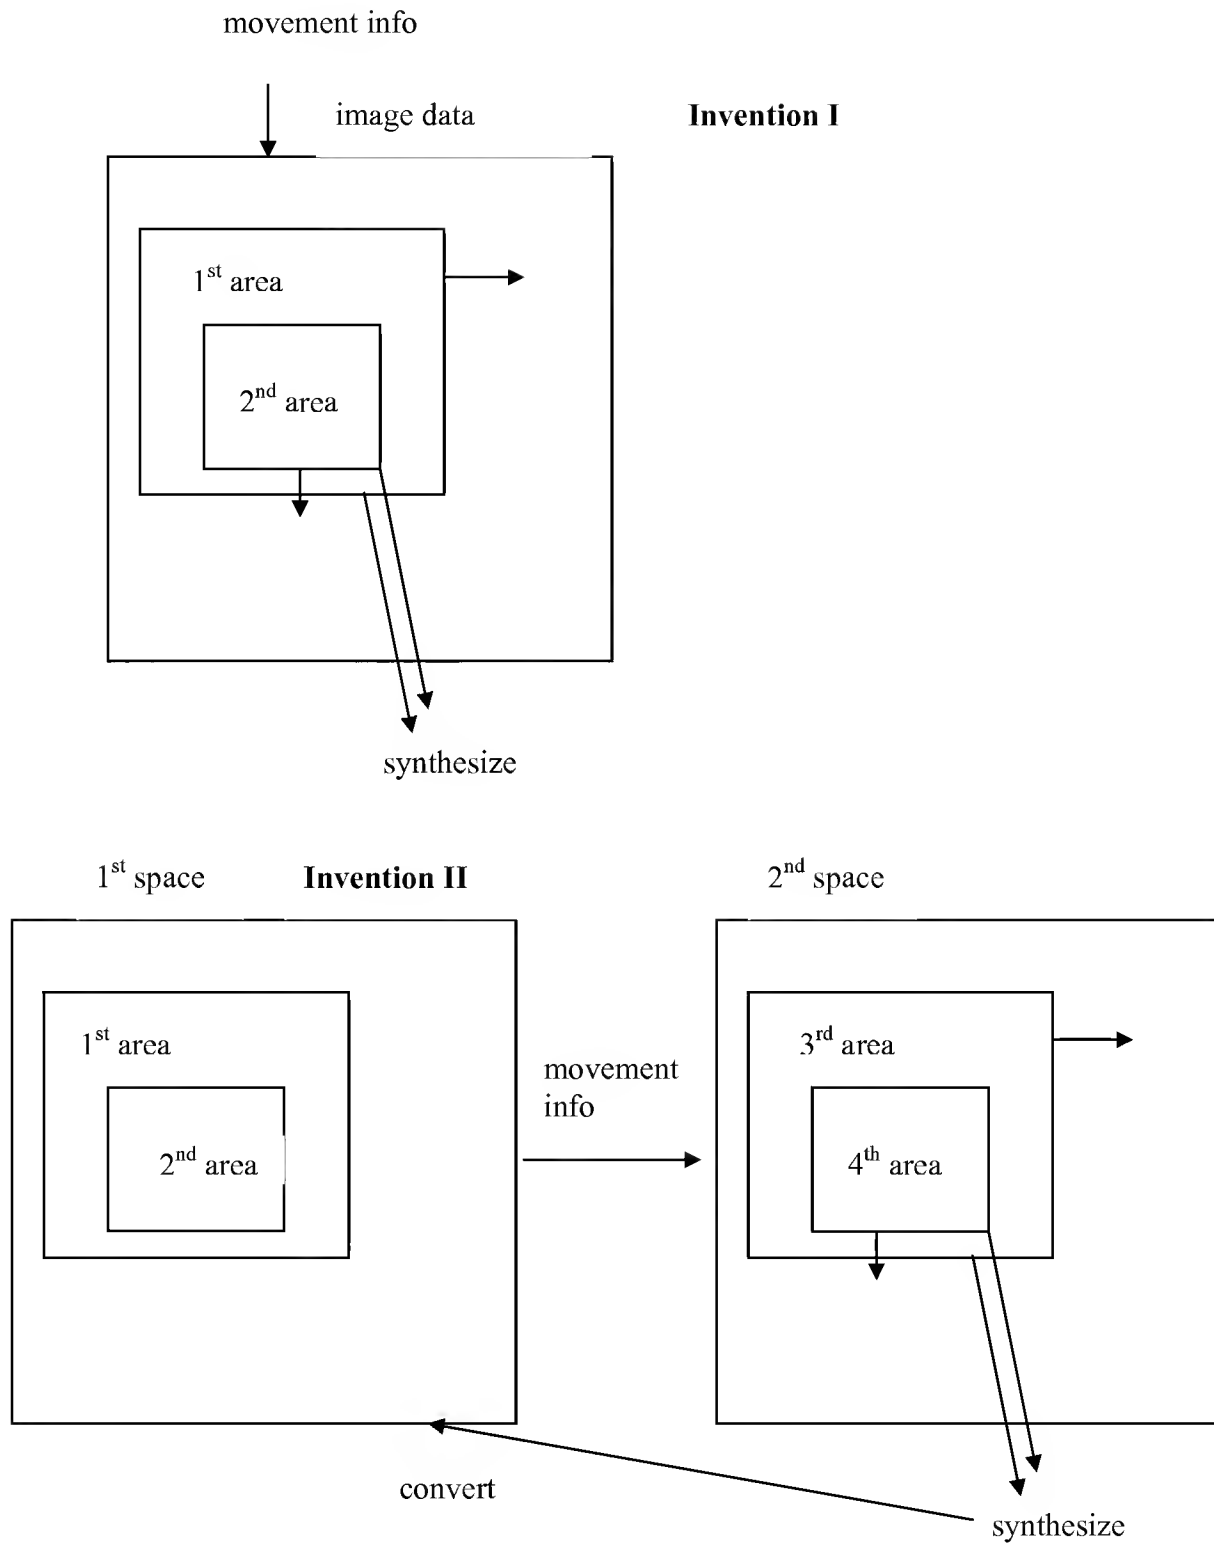 movement info
image data
Invention I
1st area
2nd area
synthesize
1st space
Invention II
2nd space
1st area
2nd area
movement
info
3rd area
4th area
convert
synthesize